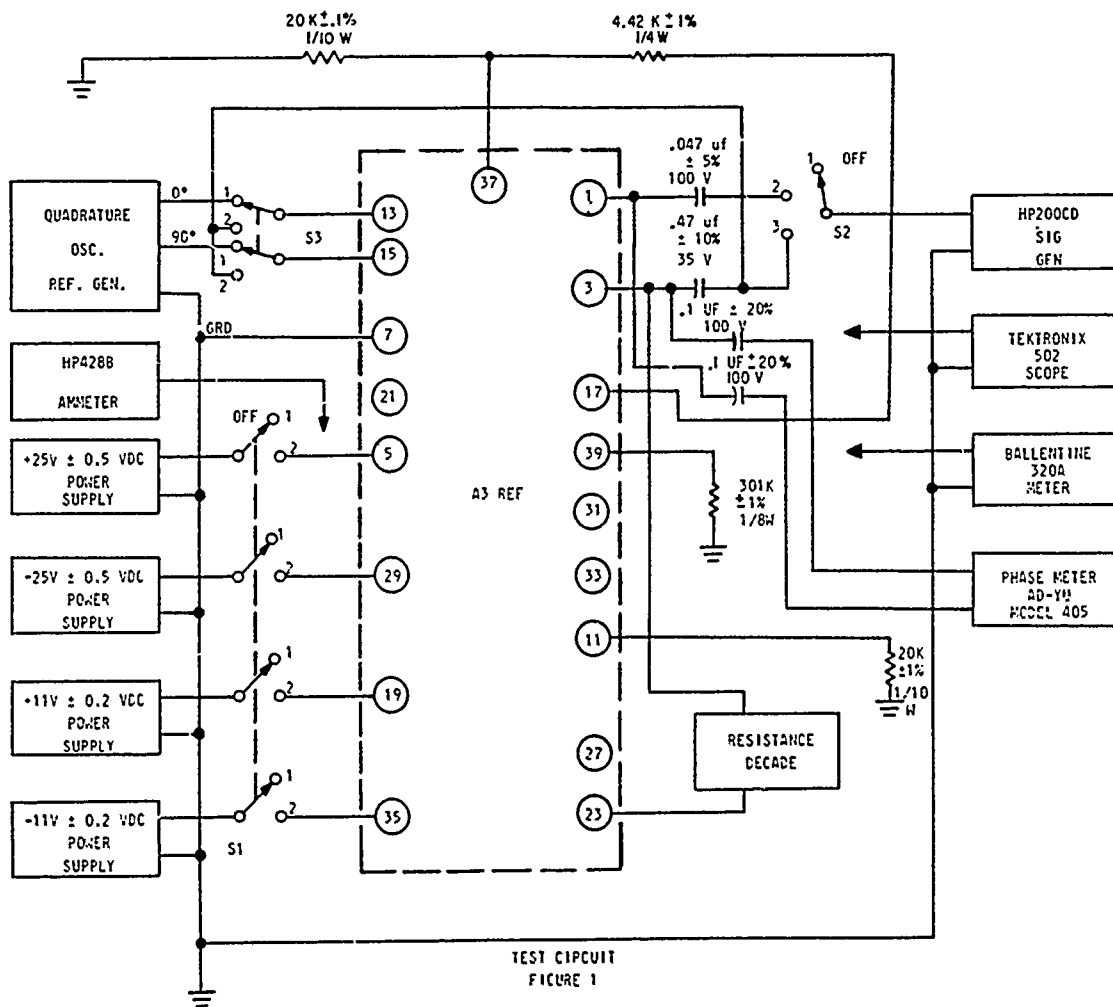 20 K ±.1%
1/10 W
4.42 K ± 1%
1/4W
37
.047 uf
± 5%
100 V
1 OFF
2
3
S2
QUADRATURE
OSC.
REF. GEN.
0°
90°
1
2
1
2
S3
13
15
1
.47 uf
± 10%
35 V
3
HP200CD
SIG
GEN
.1 UF ± 20%
100 V
GRD
7
TEKTRONIX
502
SCOPE
HP428B
AMMETER
21
.1 UF ± 20%
100 V
17
OFF 1
2
5
+25V ± 0.5 VDC
POWER
SUPPLY
A3 REF
39
301K
± 1%
1/8W
BALLENTINE
320A
METER
31
-25V ± 0.5 VDC
POWER
SUPPLY
1
2
29
33
PHASE METER
AD-YU
MODEL 405
11
20K
±1%
1/10
W
+11V ± 0.2 VDC
POWER
SUPPLY
1
2
19
RESISTANCE
DECADE
27
-11V ± 0.2 VDC
POWER
SUPPLY
1
2
S1
35
23
TEST CIPCUIT
FIGURE 1